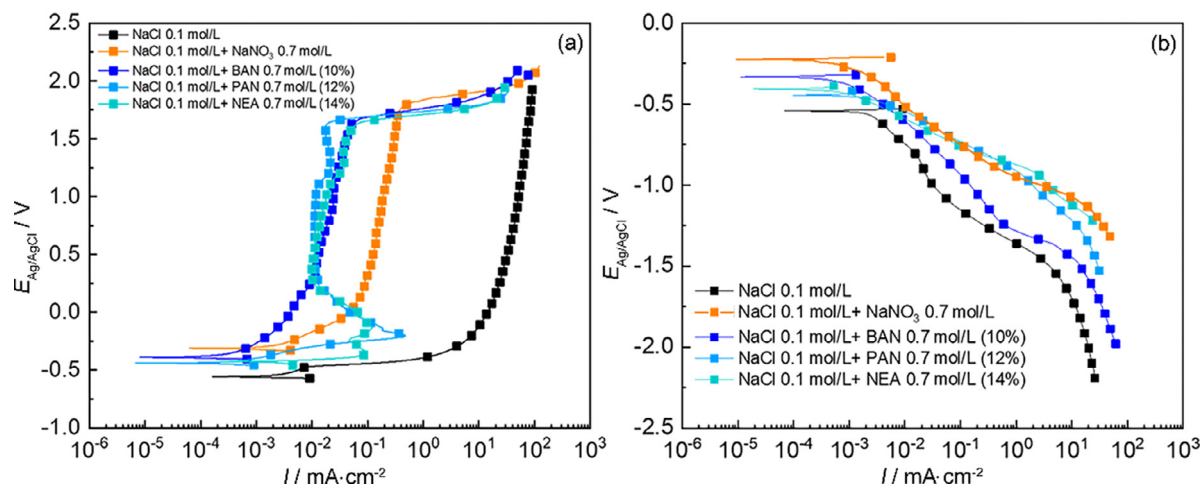 (a)
NaCl 0.1 mol/L
NaCl 0.1 mol/L+ NaNO₃ 0.7 mol/L
NaCl 0.1 mol/L+ BAN 0.7 mol/L (10%)
NaCl 0.1 mol/L+ PAN 0.7 mol/L (12%)
NaCl 0.1 mol/L+ NEA 0.7 mol/L (14%)
E Ag/AgCl / V
2.5
2.0
1.5
1.0
0.5
0.0
-0.5
-1.0
10⁻⁶ 10⁻⁵ 10⁻⁴ 10⁻³ 10⁻² 10⁻¹ 10⁰ 10¹ 10² 10³
I / mA·cm⁻²
(b)
E Ag/AgCl / V
-0.0
-0.5
-1.0
-1.5
-2.0
-2.5
NaCl 0.1 mol/L
NaCl 0.1 mol/L+ NaNO₃ 0.7 mol/L
NaCl 0.1 mol/L+ BAN 0.7 mol/L (10%)
NaCl 0.1 mol/L+ PAN 0.7 mol/L (12%)
NaCl 0.1 mol/L+ NEA 0.7 mol/L (14%)
10⁻⁶ 10⁻⁵ 10⁻⁴ 10⁻³ 10⁻² 10⁻¹ 10⁰ 10¹ 10² 10³
I / mA·cm⁻²